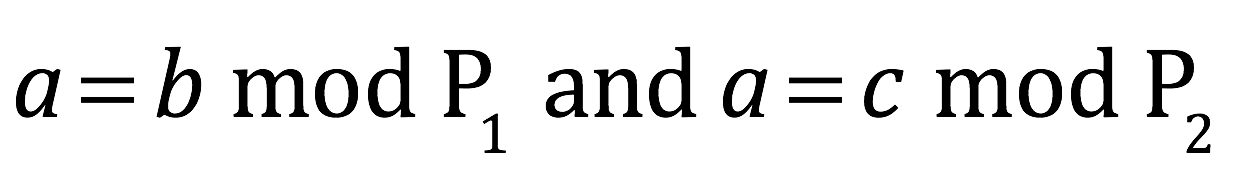 a = b mod P₁ and a = c mod P₂